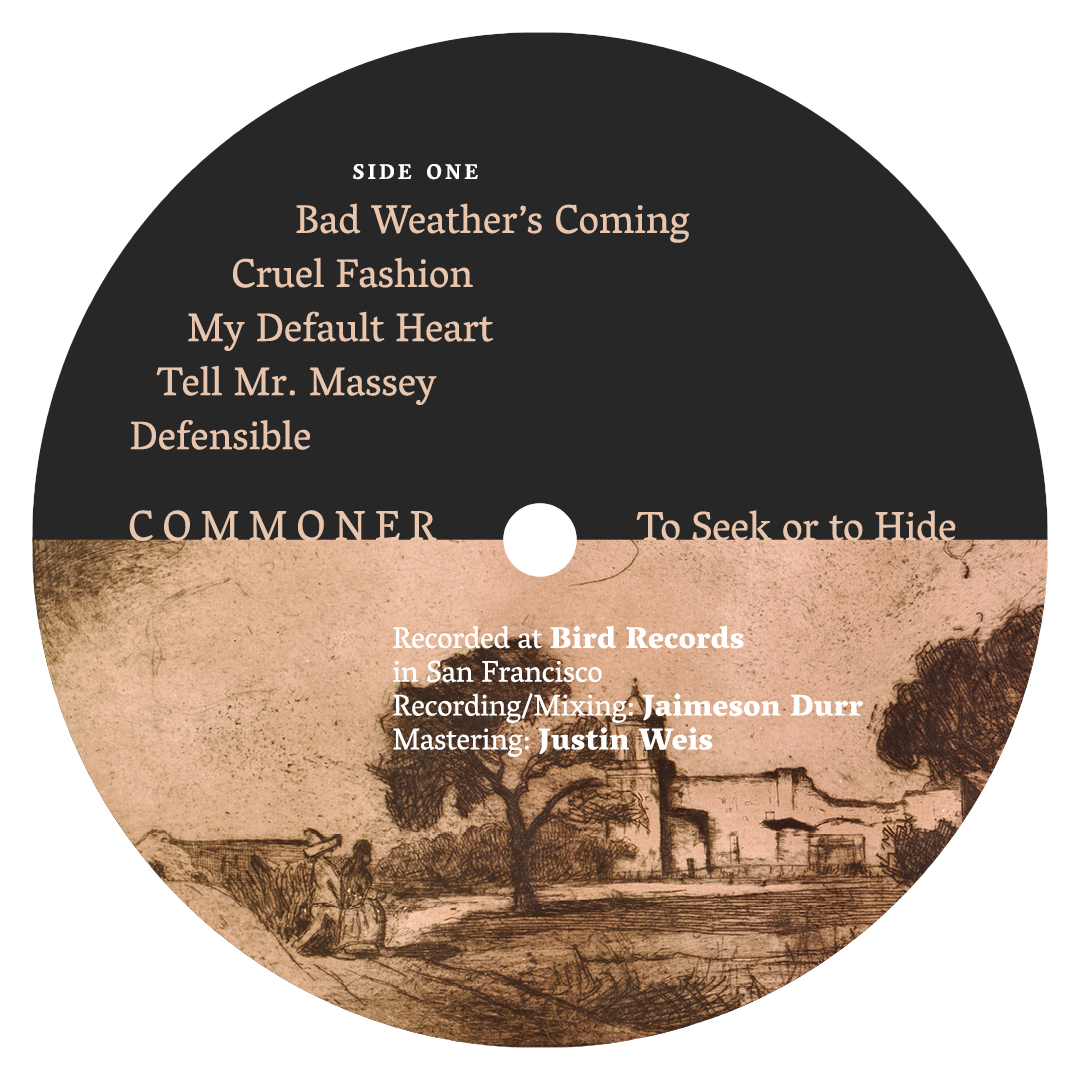 SIDE ONE
Bad Weather’s Coming
Cruel Fashion
My Default Heart
Tell Mr. Massey
Defensible
COMMONER To Seek or to Hide
Recorded at Bird Records
in San Francisco
Recording/Mixing: Jaimeson Durr
Mastering: Justin Weis